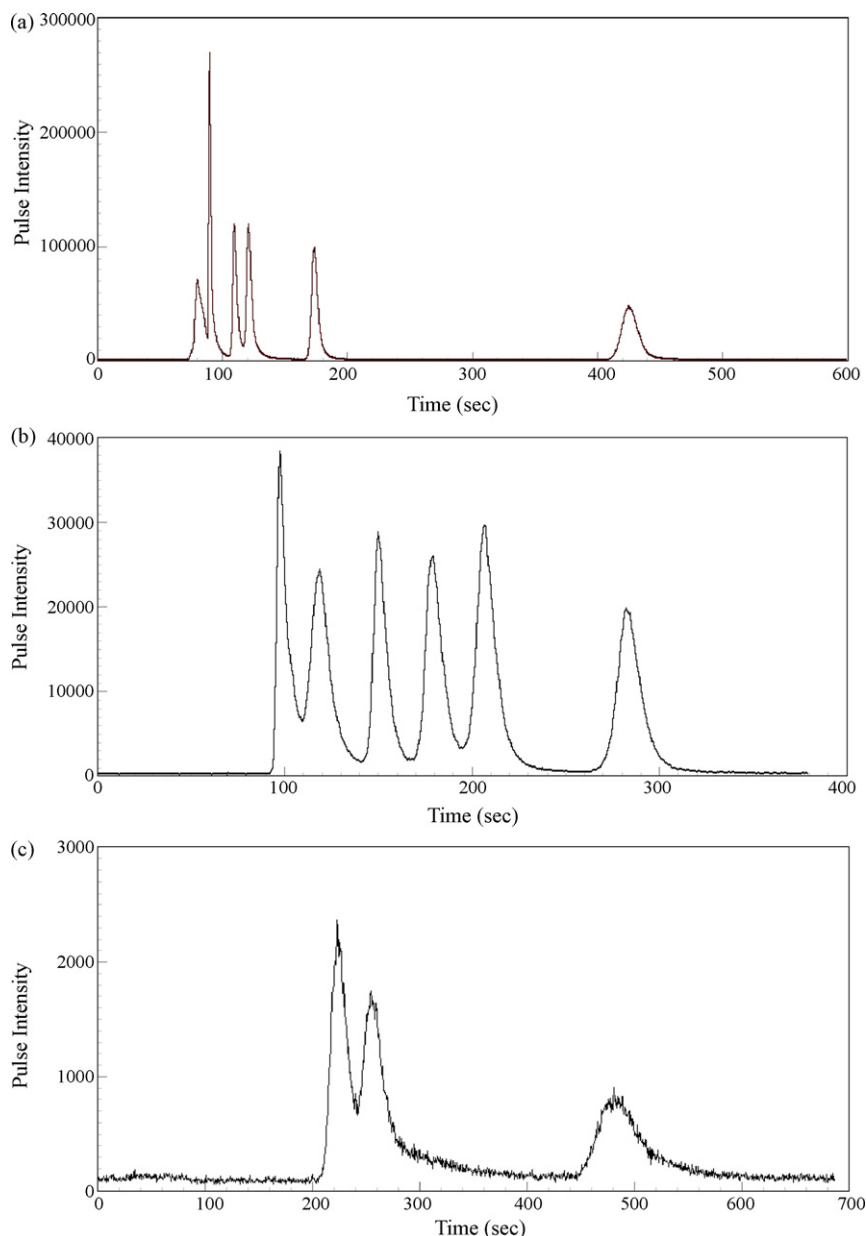 (a)
300000
200000
100000
0
Pulse Intensity
0 100 200 300 400 500 600
Time (sec)
(b)
40000
30000
20000
10000
0
Pulse Intensity
0 100 200 300 400
Time (sec)
(c)
3000
2000
1000
0
Pulse Intensity
0 100 200 300 400 500 600 700
Time (sec)